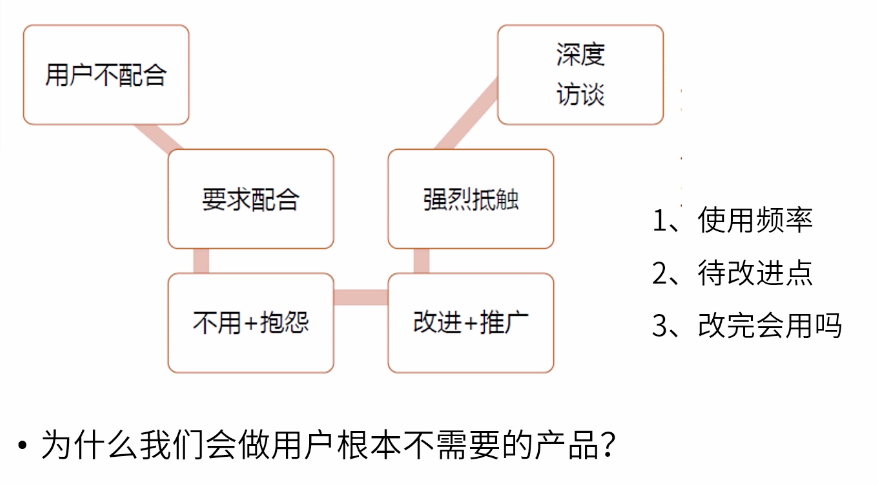 用户不配合
要求配合
不用+抱怨
改进+推广
强烈抵触
深度
访谈
1、使用频率
2、待改进点
3、改完会用吗
• 为什么我们会做用户根本不需要的产品？